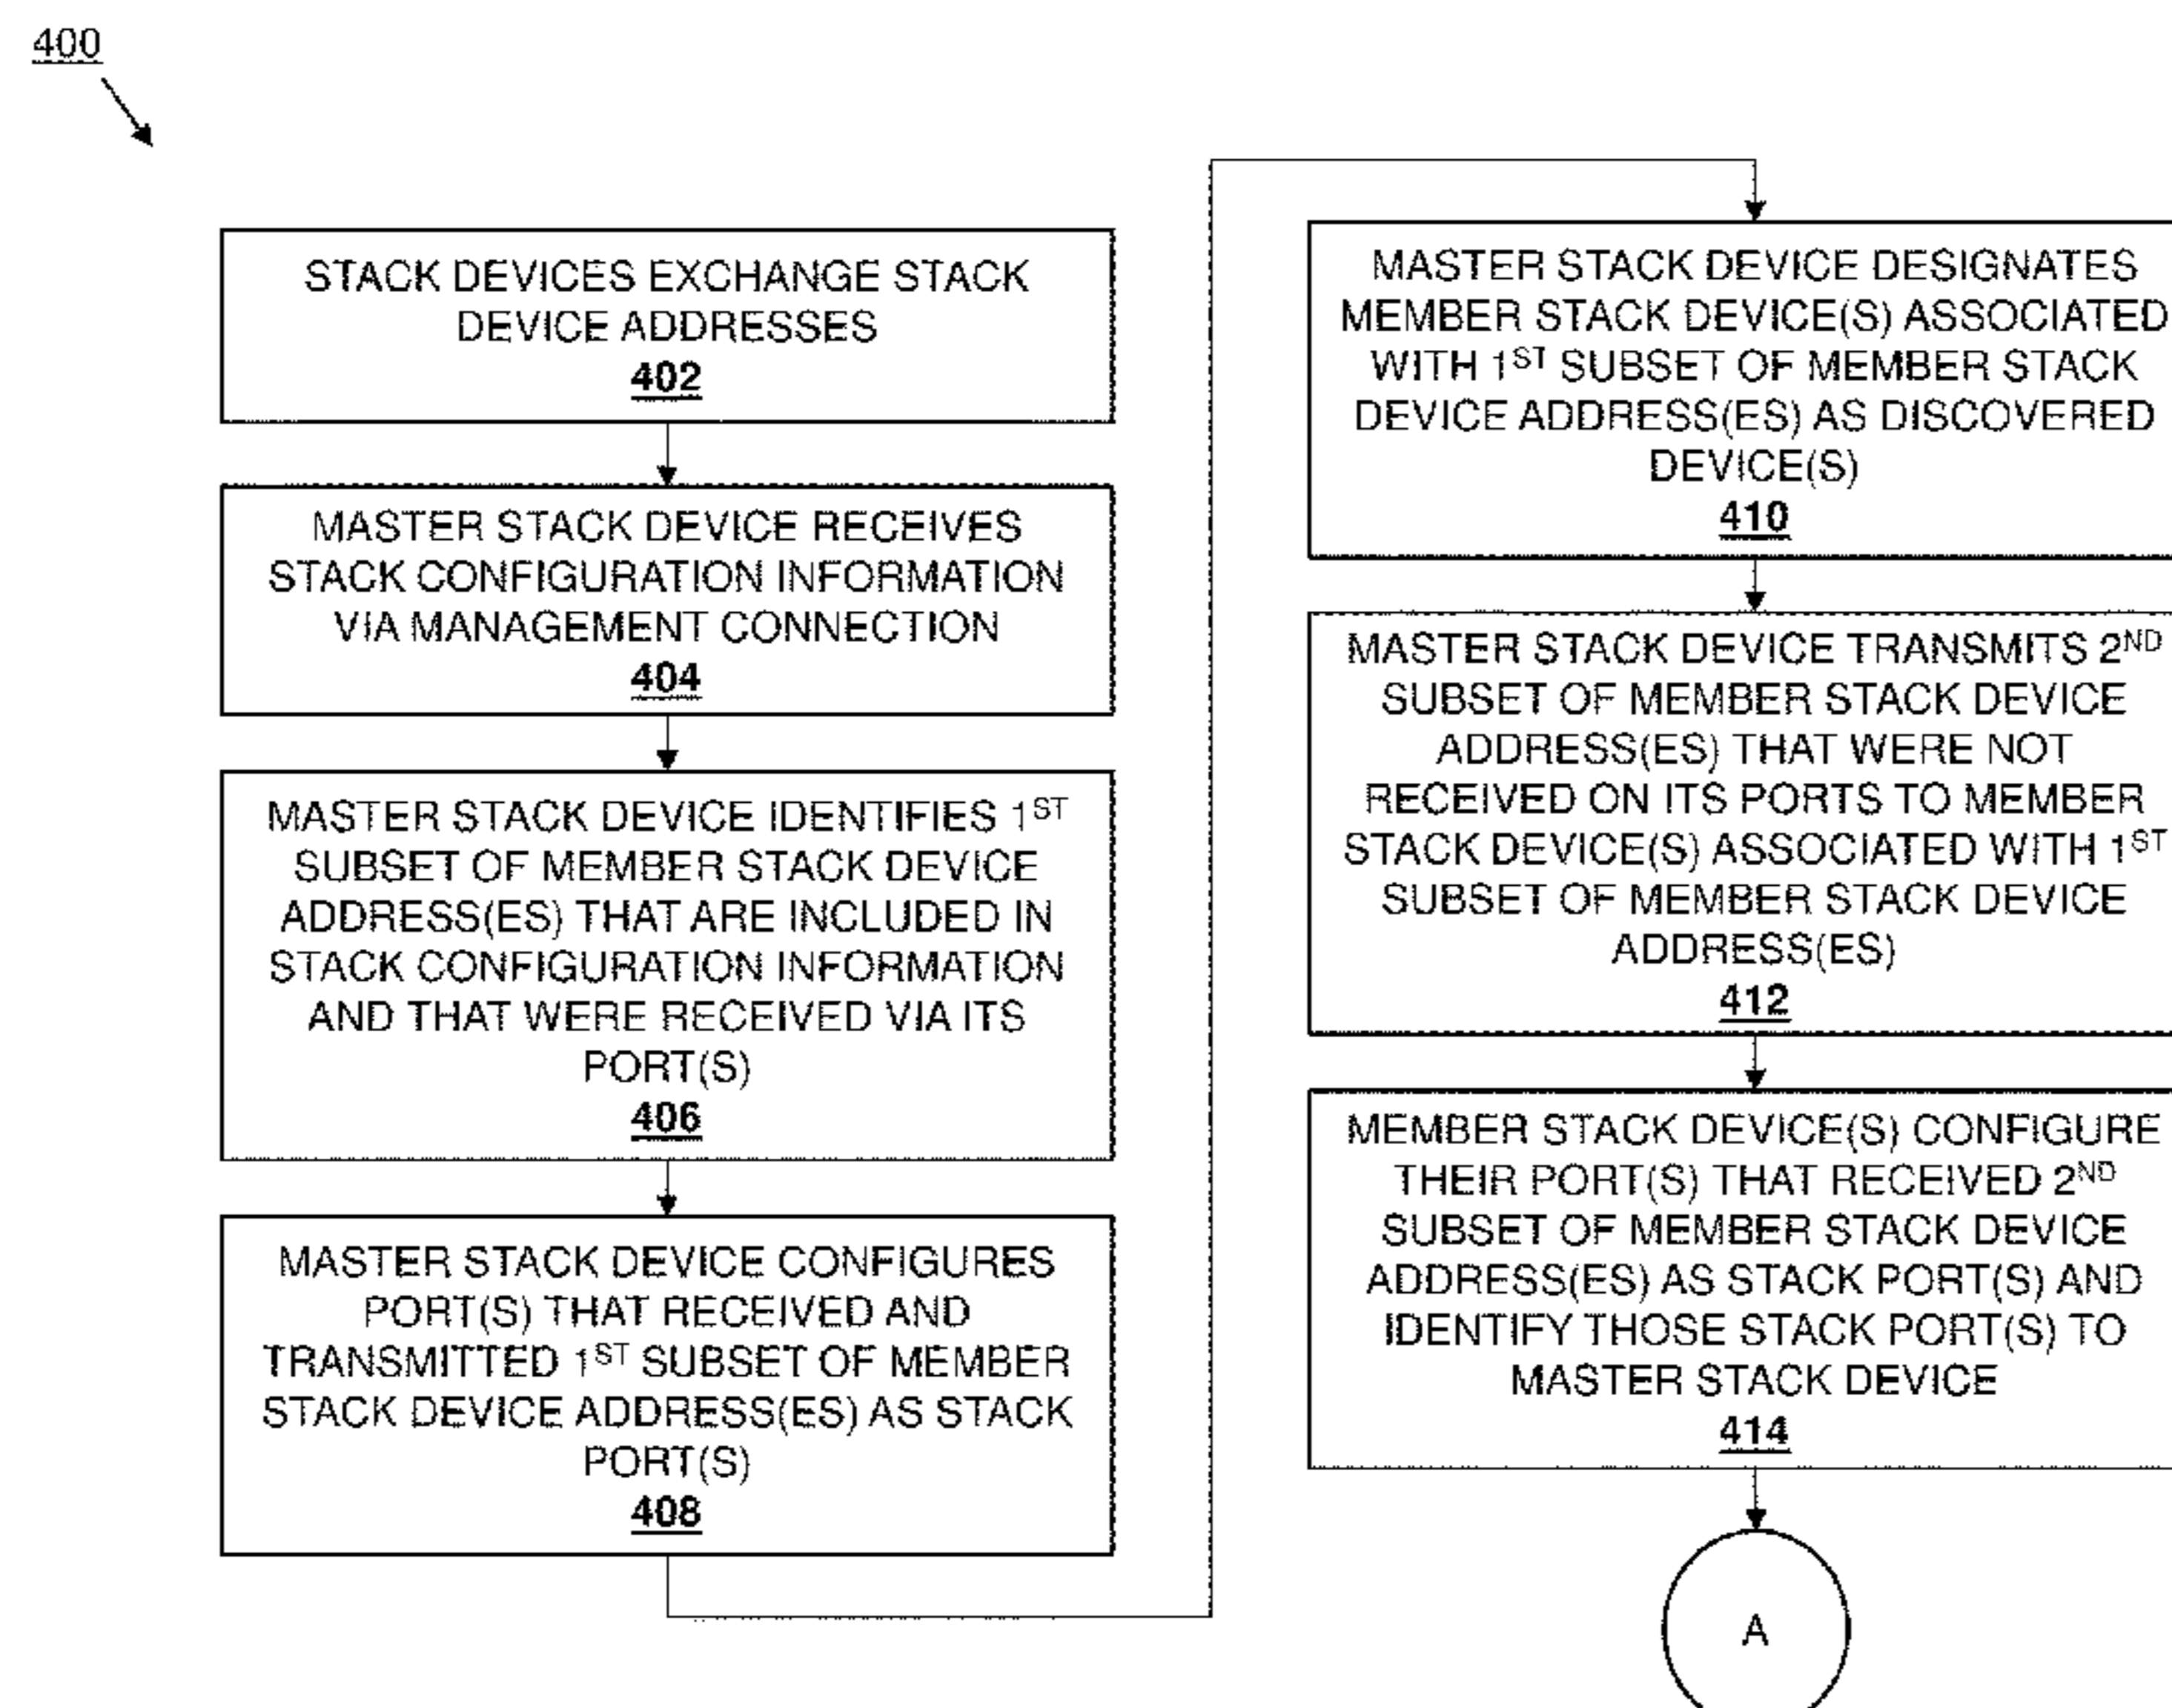 400
STACK DEVICES EXCHANGE STACK
DEVICE ADDRESSES
402
MASTER STACK DEVICE RECEIVES
STACK CONFIGURATION INFORMATION
VIA MANAGEMENT CONNECTION
404
MASTER STACK DEVICE IDENTIFIES 1ST
SUBSET OF MEMBER STACK DEVICE
ADDRESS(ES) THAT ARE INCLUDED IN
STACK CONFIGURATION INFORMATION
AND THAT WERE RECEIVED VIA ITS
PORT(S)
406
MASTER STACK DEVICE CONFIGURES
PORT(S) THAT RECEIVED AND
TRANSMITTED 1ST SUBSET OF MEMBER
STACK DEVICE ADDRESS(ES) AS STACK
PORT(S)
408
MASTER STACK DEVICE DESIGNATES
MEMBER STACK DEVICE(S) ASSOCIATED
WITH 1ST SUBSET OF MEMBER STACK
DEVICE ADDRESS(ES) AS DISCOVERED
DEVICE(S)
410
MASTER STACK DEVICE TRANSMITS 2ND
SUBSET OF MEMBER STACK DEVICE
ADDRESS(ES) THAT WERE NOT
RECEIVED ON ITS PORTS TO MEMBER
STACK DEVICE(S) ASSOCIATED WITH 1ST
SUBSET OF MEMBER STACK DEVICE
ADDRESS(ES)
412
MEMBER STACK DEVICE(S) CONFIGURE
THEIR PORT(S) THAT RECEIVED 2ND
SUBSET OF MEMBER STACK DEVICE
ADDRESS(ES) AS STACK PORT(S) AND
IDENTIFY THOSE STACK PORT(S) TO
MASTER STACK DEVICE
414
A